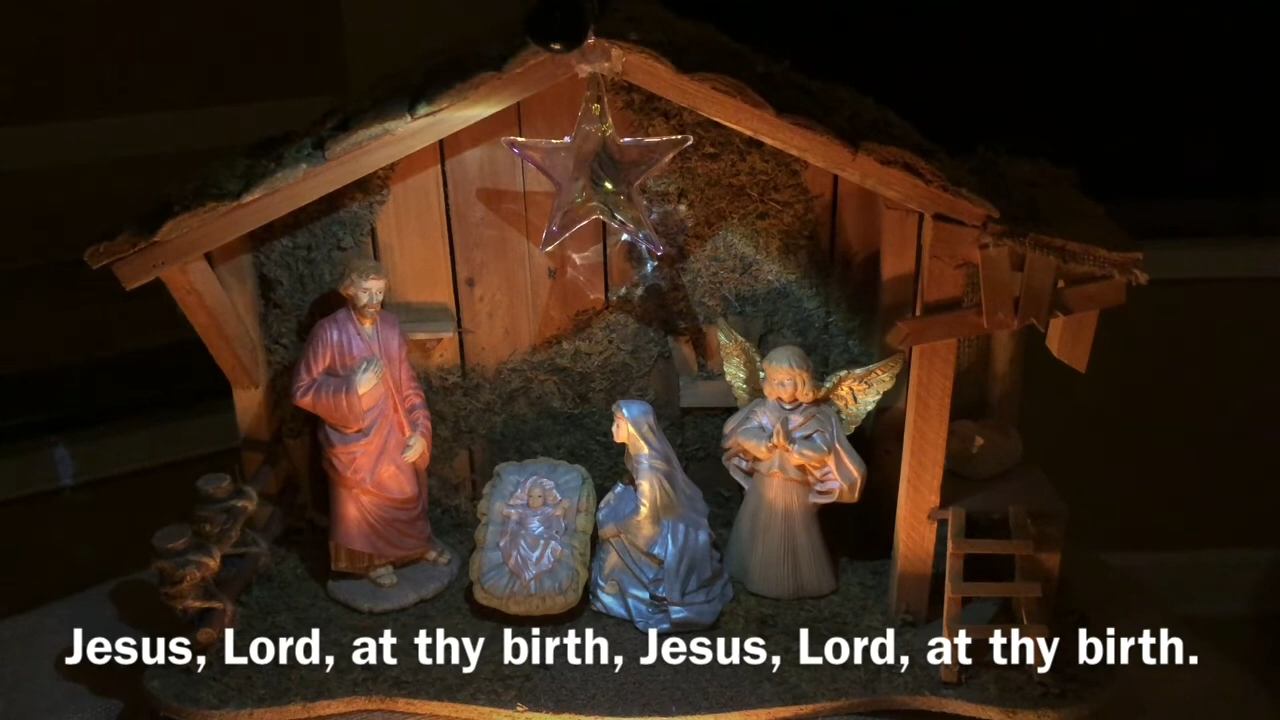 Jesus, Lord, at thy birth, Jesus, Lord, at thy birth.